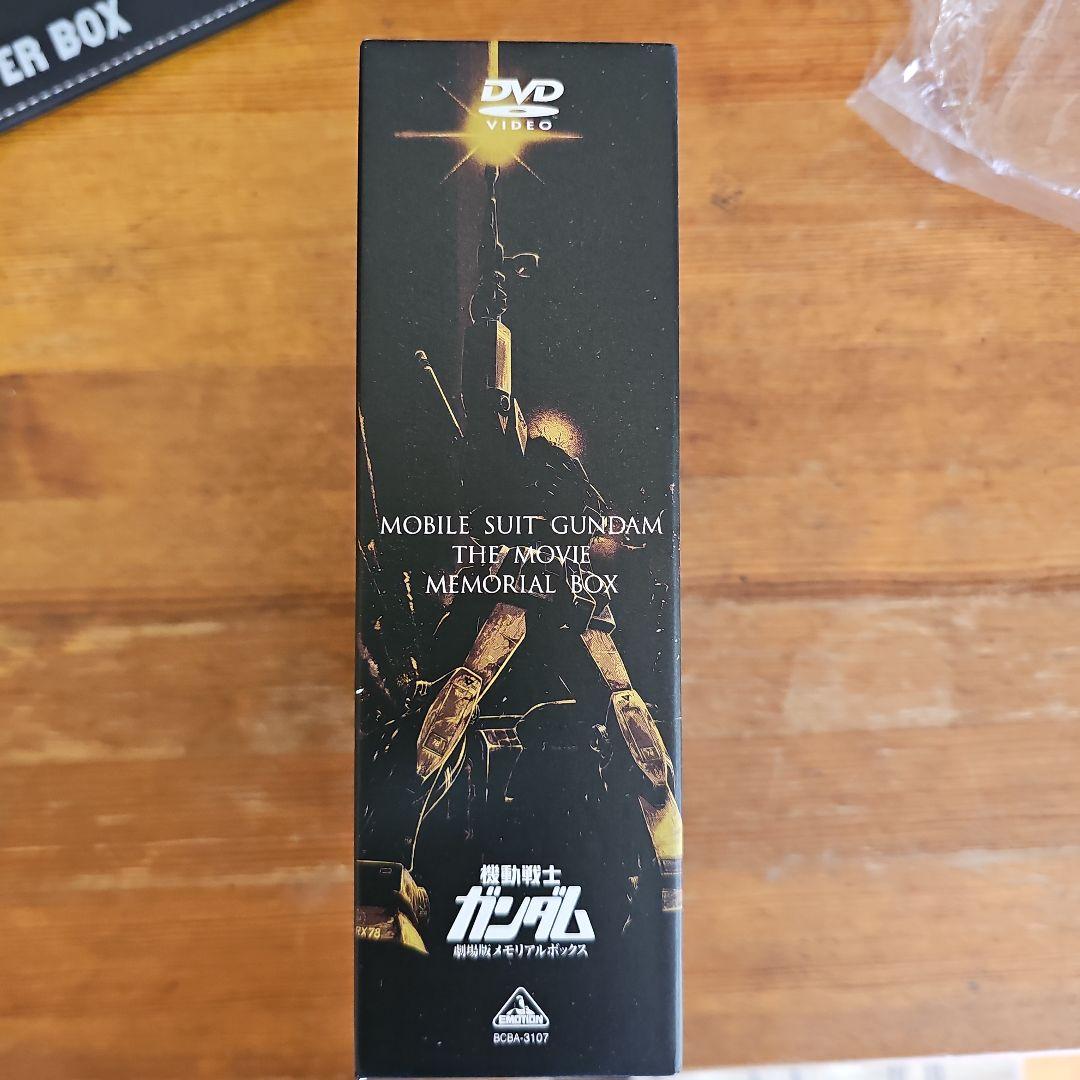 ER BOX
DVD
VIDEO
MOBILE SUIT GUNDAM
THE MOVIE
MEMORIAL BOX
機動戦士
ガンダム
劇場版メモリアルボックス
RX78
EMOTION
BCBA-3107